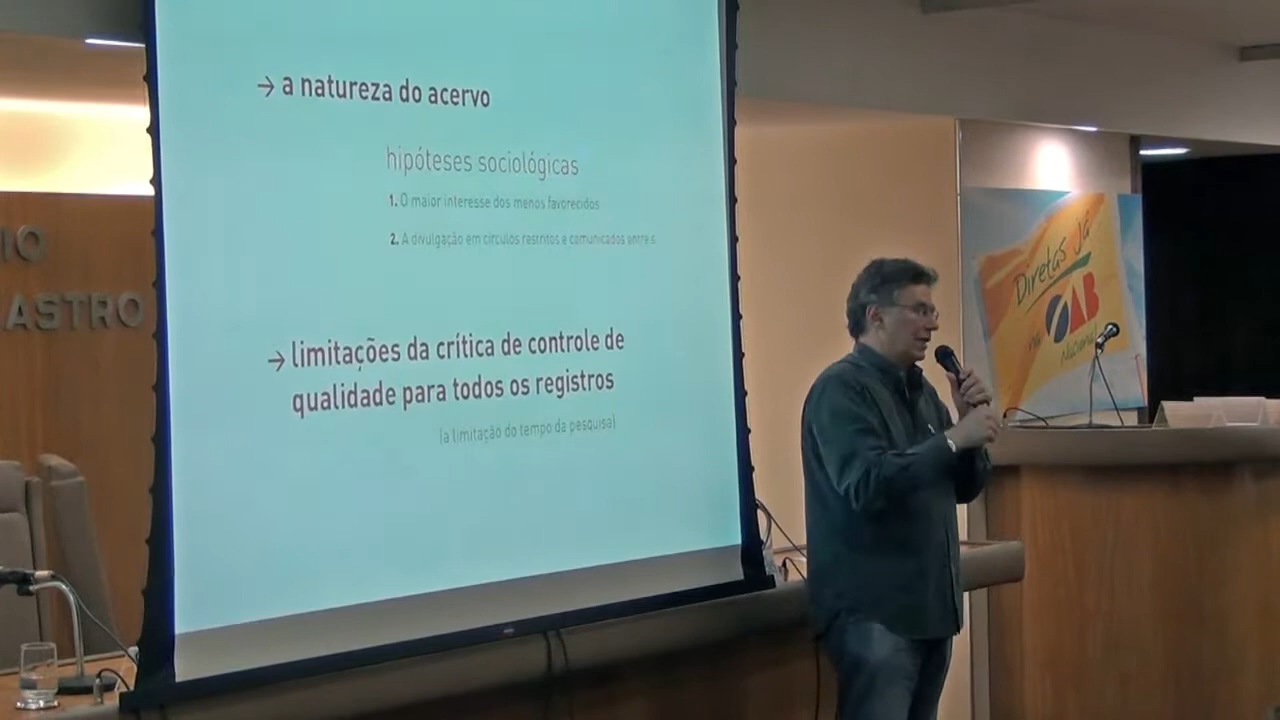 → a natureza do acervo
hipóteses sociológicas
1. O maior interesse dos menos favorecidos
2. A divulgação em círculos restritos e comunicados entre s
→ limitações da crítica de controle de
qualidade para todos os registros
(a limitação do tempo da pesquisa)
IO
ASTRO
Diretas Já
na OAB
Nacional